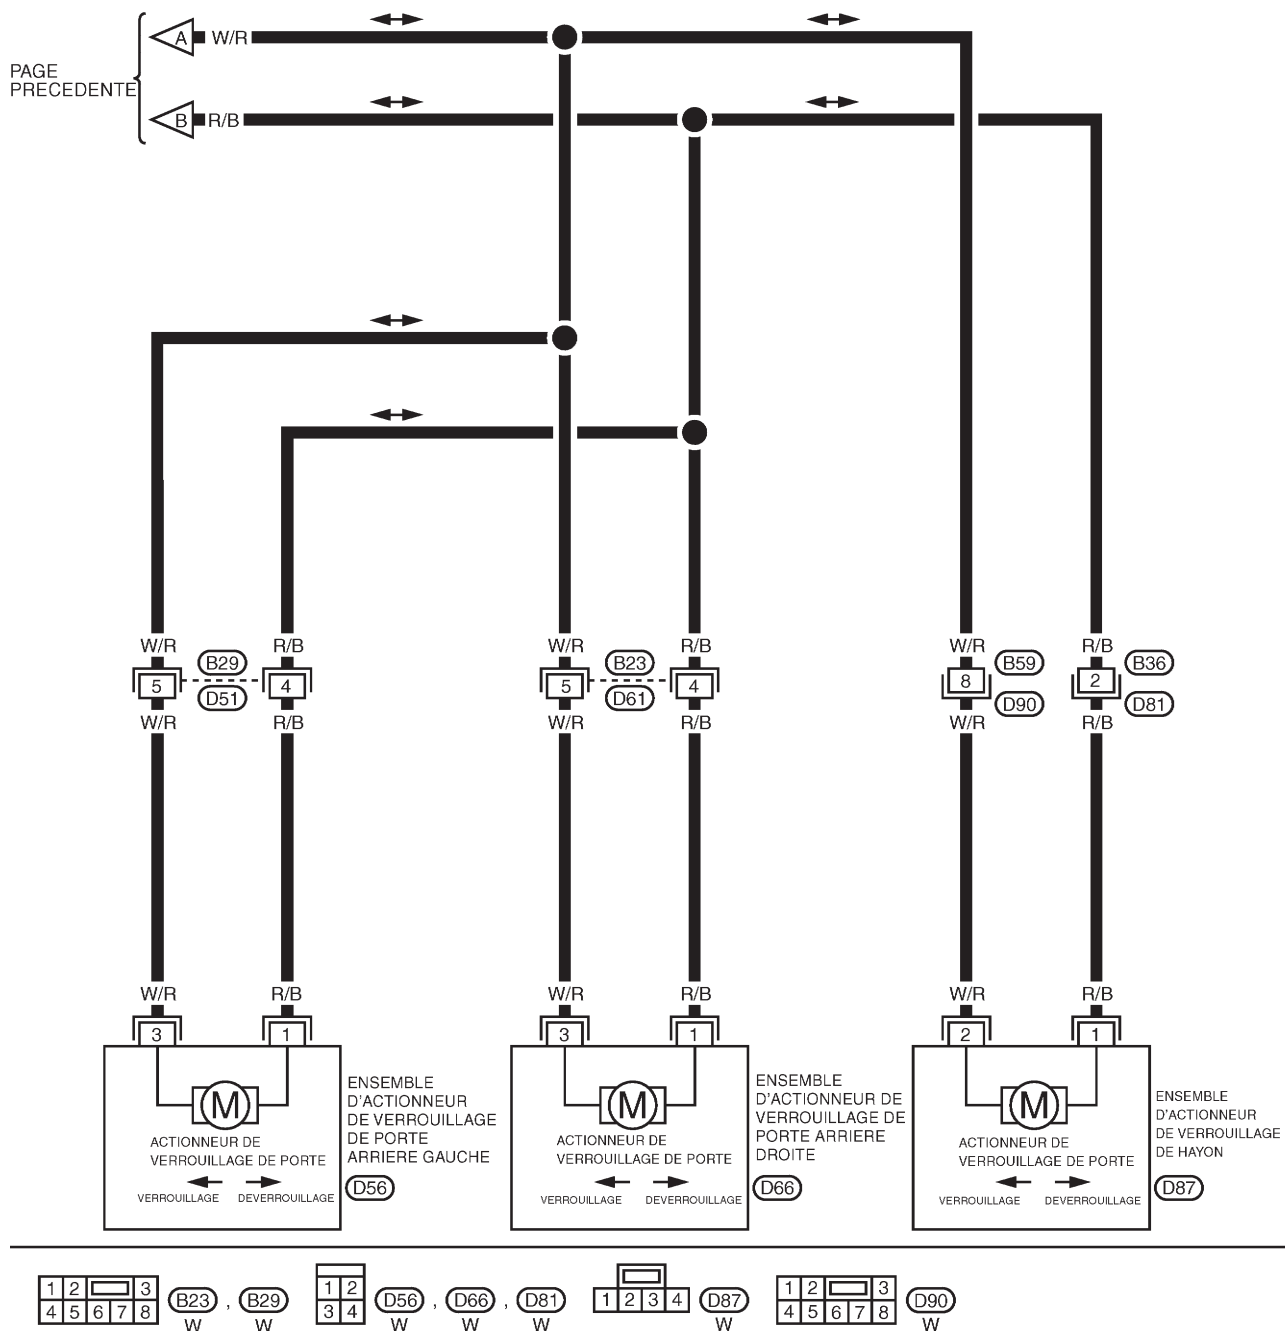 PAGE
PRECEDENTE
A W/R
B R/B
W/R R/B W/R R/B W/R R/B
5 B29 4 5 B23 4 8 B59 2 B36
D51 D61 D90 D81
W/R R/B W/R R/B W/R R/B
W/R R/B W/R R/B W/R R/B
3 1 3 1 2 1
M
ACTIONNEUR DE
VERROUILLAGE DE PORTE
VERROUILLAGE DEVERROUILLAGE
ENSEMBLE
D'ACTIONNEUR
DE VERROUILLAGE
DE PORTE
ARRIERE GAUCHE
D56
M
ACTIONNEUR DE
VERROUILLAGE DE PORTE
VERROUILLAGE DEVERROUILLAGE
ENSEMBLE
D'ACTIONNEUR DE
VERROUILLAGE DE
PORTE ARRIERE
DROITE
D66
M
ACTIONNEUR DE
VERROUILLAGE DE PORTE
VERROUILLAGE DEVERROUILLAGE
ENSEMBLE
D'ACTIONNEUR
DE VERROUILLAGE
DE HAYON
D87
1 2 3
4 5 6 7 8
B23 , B29
W W
1 2
3 4
D56 , D66 , D81
W W W
1 2 3 4
D87
W
1 2 3
4 5 6 7 8
D90
W